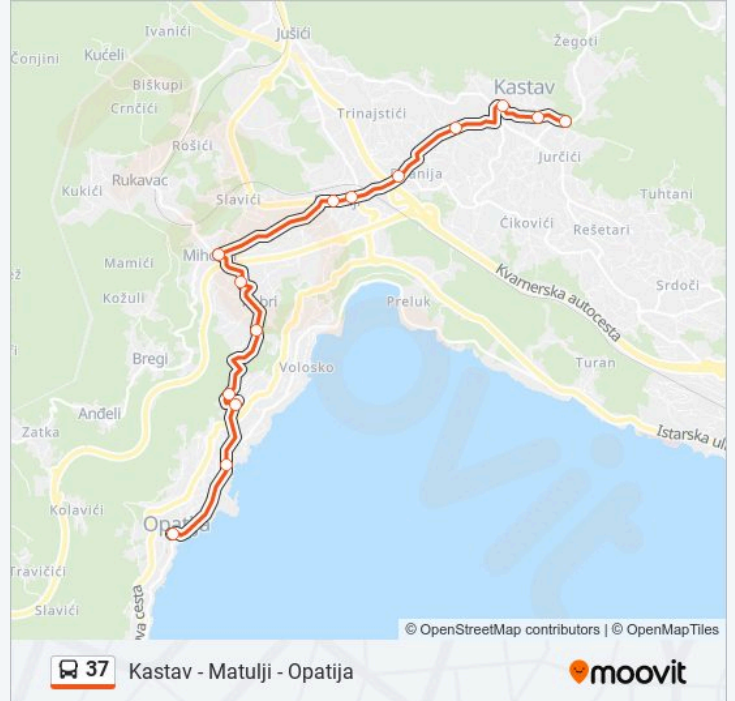 Ivanići
Jušići
Žegoti
Čonjini
Kućeli
Biškupi
Kastav
Crnčići
Trinajstići
Rošići
Jurčići
Rukavac
Kukići
Slavići
Tuhtani
Čikovići
Rešetari
Mamići
Kožuli
Preluk
Srdoči
Kvarnerska autocesta
Bregi
Volosko
Turan
Anđeli
Zatka
Istarska ul
Kolavići
Opatija
Travičići
Slavići
ova cesta
© OpenStreetMap contributors | © OpenMapTiles
37 Kastav - Matulji - Opatija
moovit